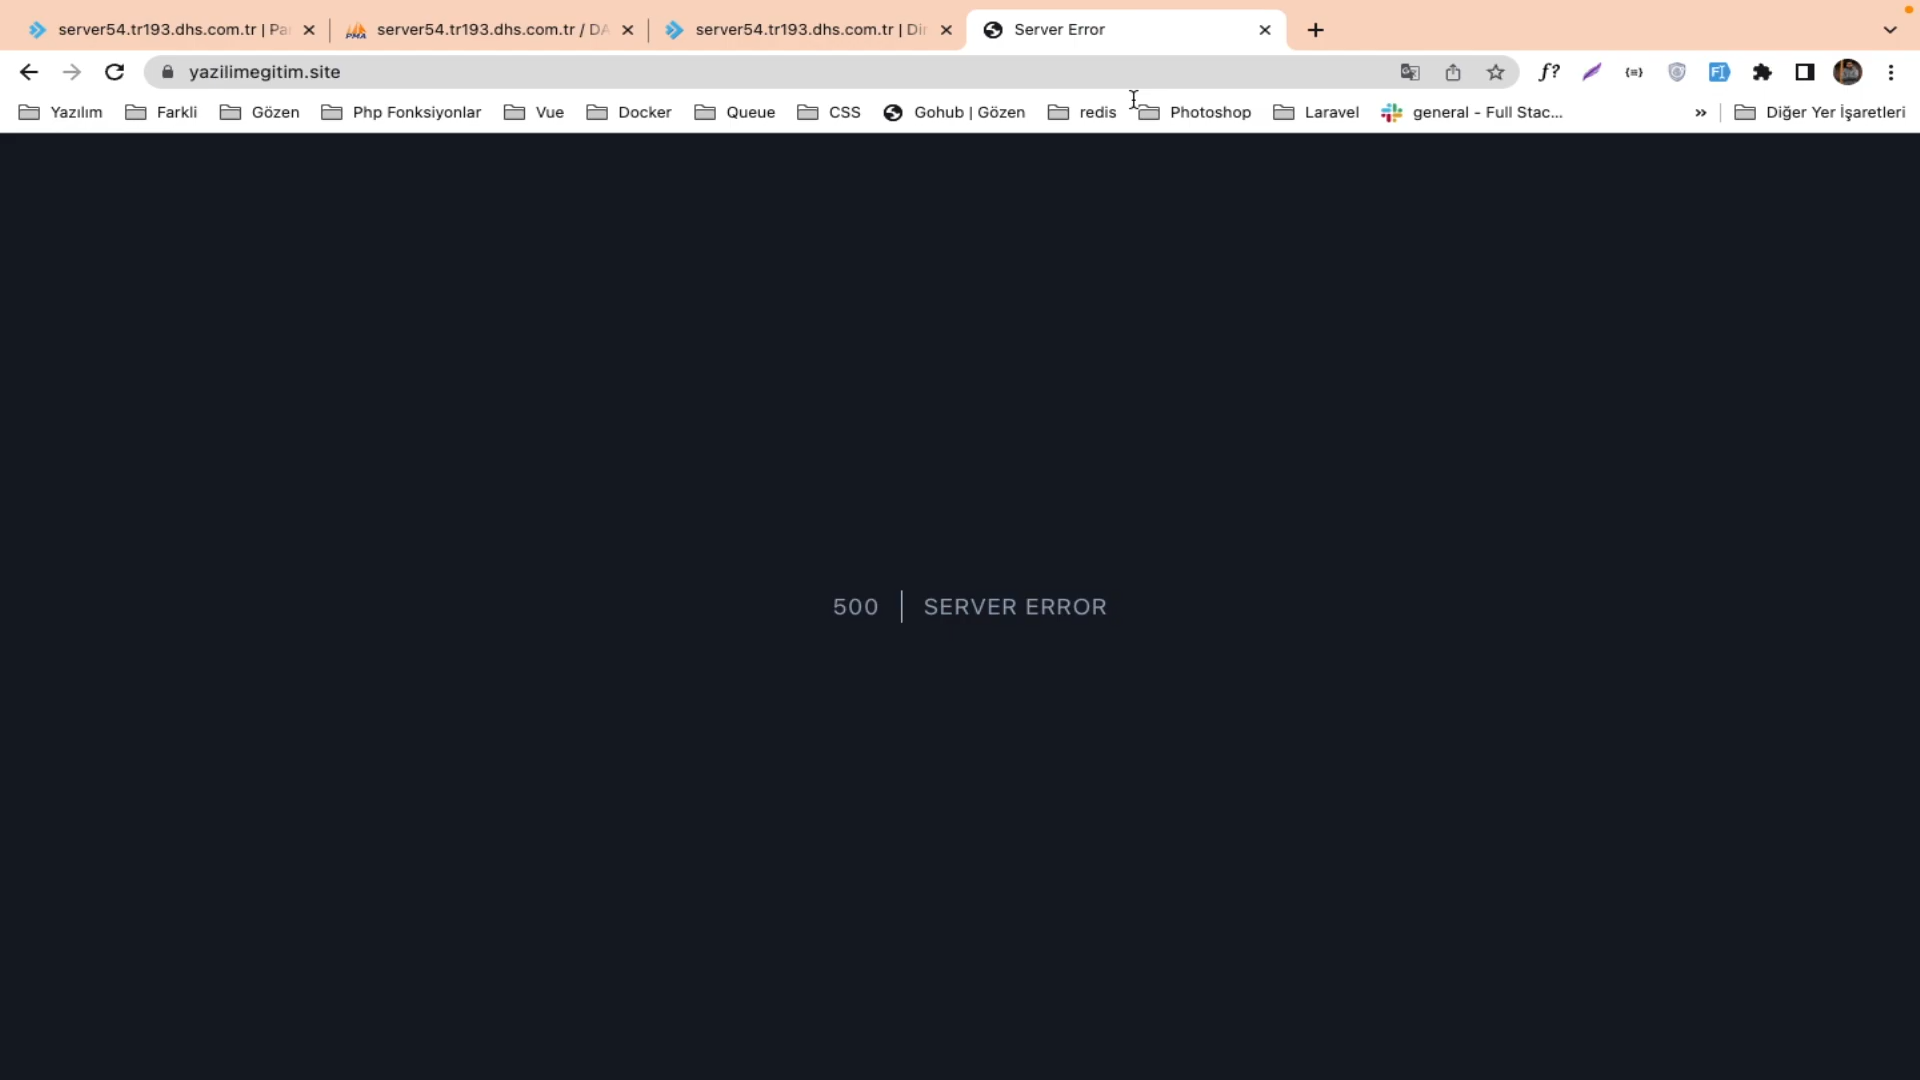 server54.tr193.dhs.com.tr | Pa
server54.tr193.dhs.com.tr / DA
server54.tr193.dhs.com.tr | Dir
Server Error
yazilimegitim.site
Yazılım
Farkli
Gözen
Php Fonksiyonlar
Vue
Docker
Queue
CSS
Gohub | Gözen
redis
Photoshop
Laravel
general - Full Stac...
Diğer Yer İşaretleri
500 | SERVER ERROR